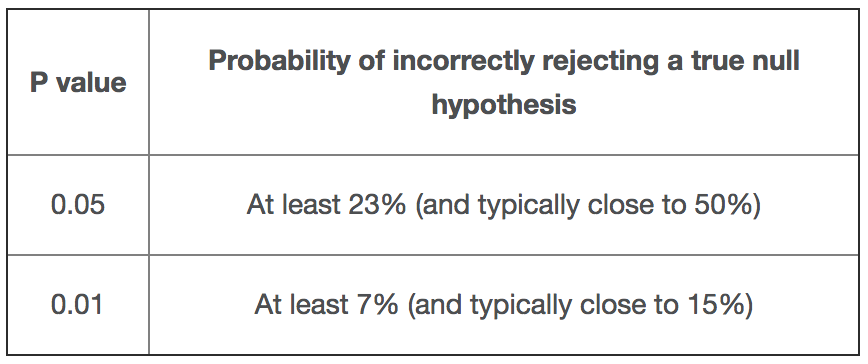 P value
Probability of incorrectly rejecting a true null
hypothesis
0.05
At least 23% (and typically close to 50%)
0.01
At least 7% (and typically close to 15%)